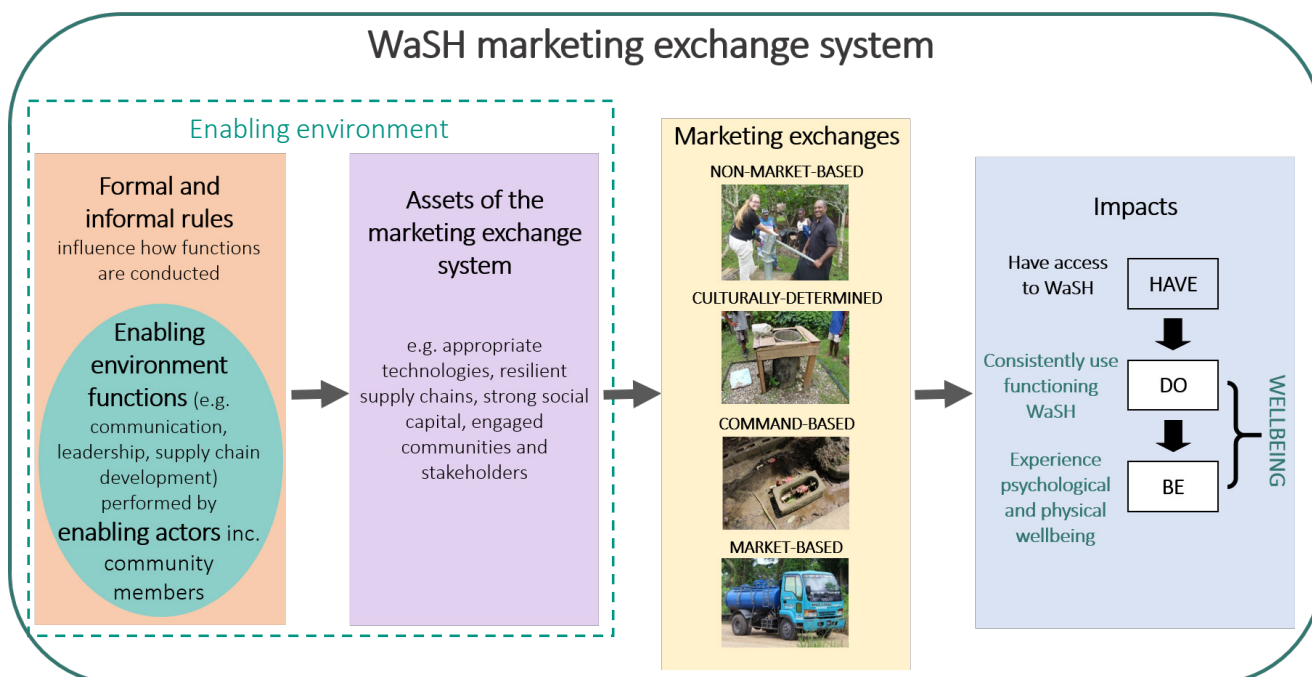 WaSH marketing exchange system
Enabling environment
Formal and
informal rules
influence how functions
are conducted
Enabling
environment
functions (e.g.
communication,
leadership, supply chain
development)
performed by
enabling actors inc.
community
members
Assets of the
marketing exchange
system
e.g. appropriate
technologies, resilient
supply chains, strong social
capital, engaged
communities and
stakeholders
Marketing exchanges
NON-MARKET-BASED
CULTURALLY-DETERMINED
COMMAND-BASED
MARKET-BASED
Impacts
Have access
to WaSH
HAVE
Consistently use
functioning
WaSH
DO
Experience
psychological
and physical
wellbeing
BE
WELLBEING